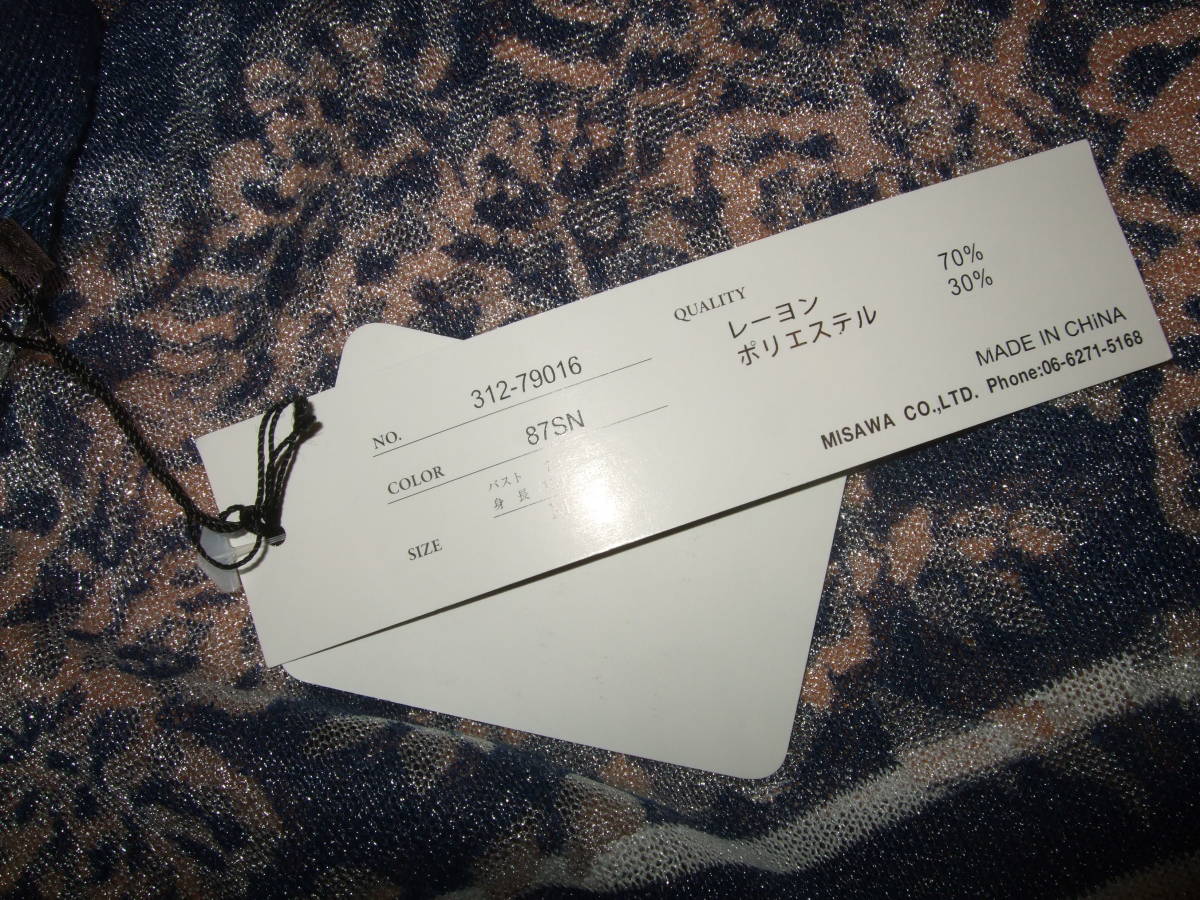 NO. 312-79016
COLOR 87SN
SIZE
バスト
身長
QUALITY
レーヨン 70%
ポリエステル 30%
MADE IN CHINA
MISAWA CO.,LTD. Phone:06-6271-5168